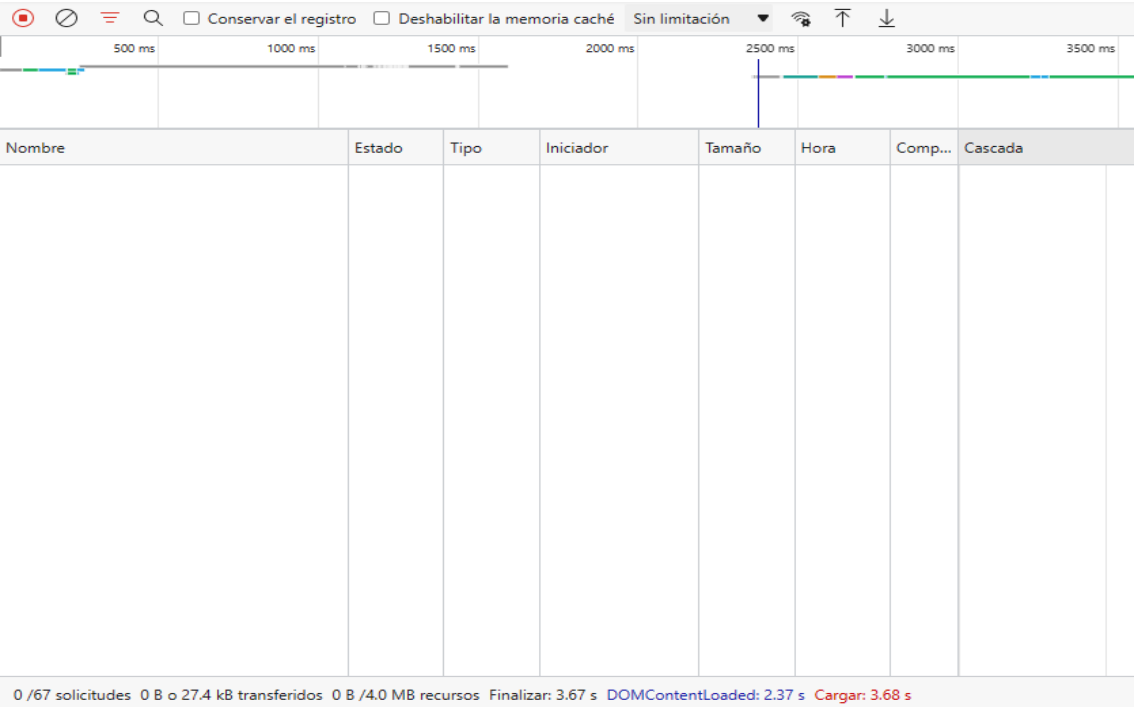 Conservar el registro Deshabilitar la memoria caché Sin limitación
500 ms 1000 ms 1500 ms 2000 ms 2500 ms 3000 ms 3500 ms
Nombre Estado Tipo Iniciador Tamaño Hora Comp... Cascada
0 /67 solicitudes 0 B o 27.4 kB transferidos 0 B /4.0 MB recursos Finalizar: 3.67 s DOMContentLoaded: 2.37 s Cargar: 3.68 s